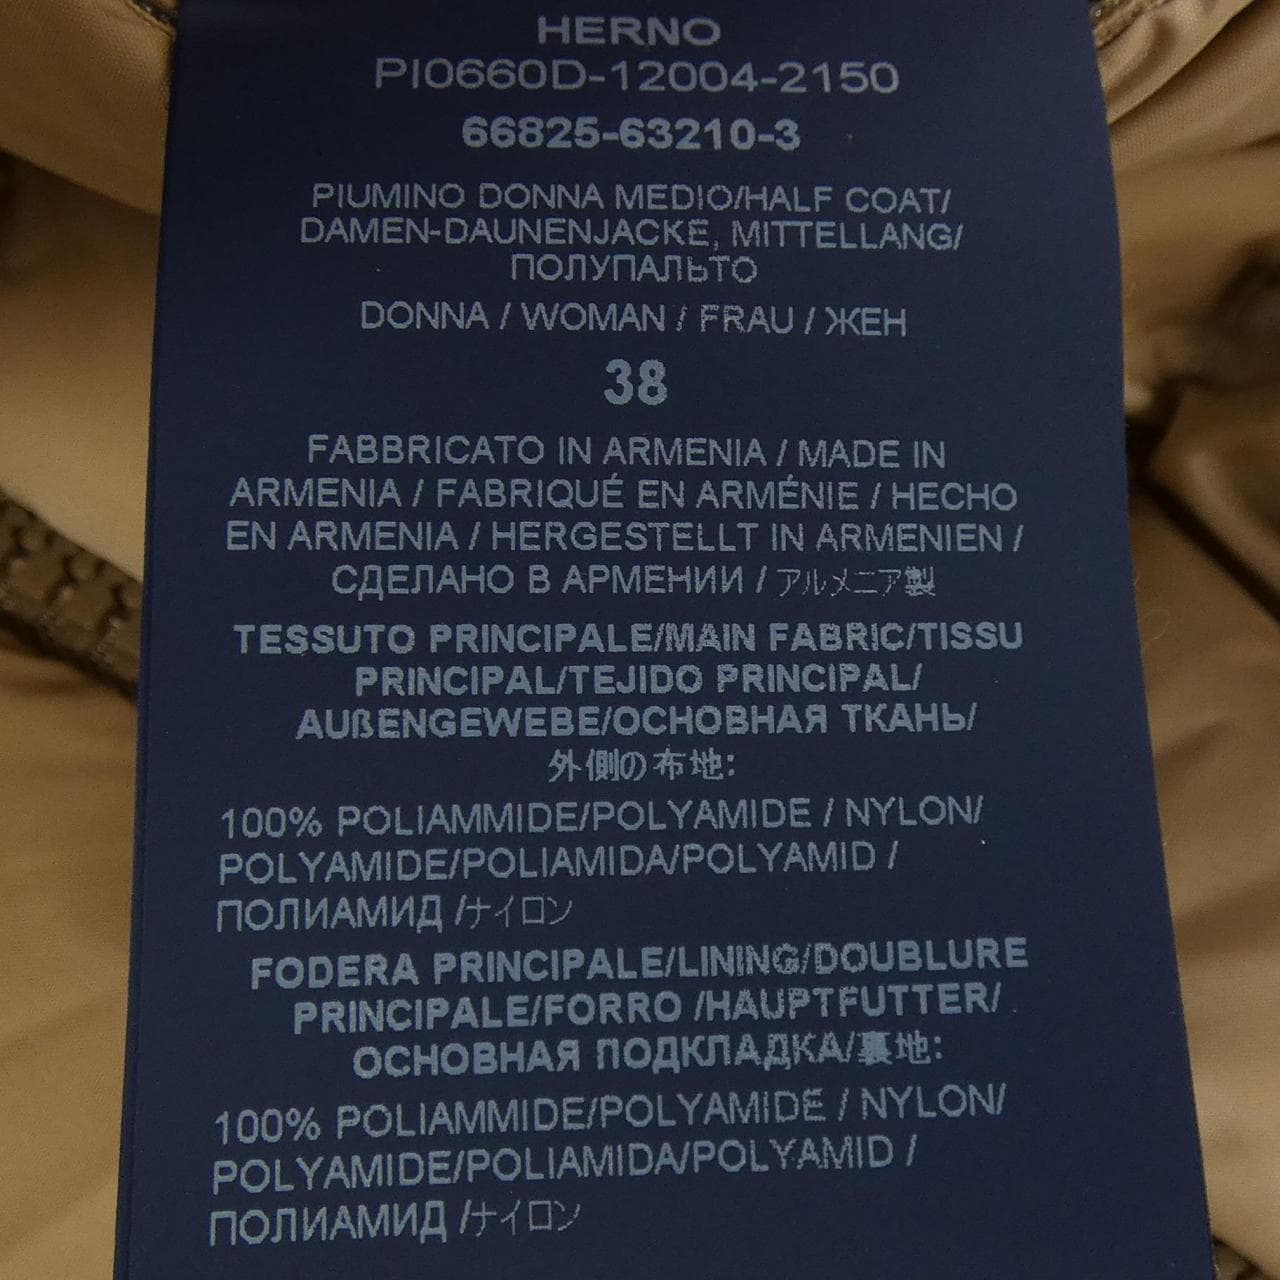 HERNO
PI0660D-12004-2150
66825-63210-3
PIUMINO DONNA MEDIO/HALF COAT/
DAMEN-DAUNENJACKE, MITTELLANG/
ПОЛУПАЛЬТО
DONNA / WOMAN / FRAU / ЖЕН
38
FABBRICATO IN ARMENIA / MADE IN
ARMENIA / FABRIQUÉ EN ARMÉNIE / HECHO
EN ARMENIA / HERGESTELLT IN ARMENIEN /
СДЕЛАНО В АРМЕНИИ / アルメニア製
TESSUTO PRINCIPALE/MAIN FABRIC/TISSU
PRINCIPAL/TEJIDO PRINCIPAL/
AUßENGEWEBE/ОСНОВНАЯ ТКАНЬ/
外側の布地:
100% POLIAMMIDE/POLYAMIDE / NYLON/
POLYAMIDE/POLIAMIDA/POLYAMID /
ПОЛИАМИД /ナイロン
FODERA PRINCIPALE/LINING/DOUBLURE
PRINCIPALE/FORRO /HAUPTFUTTER/
ОСНОВНАЯ ПОДКЛАДКА/裏地:
100% POLIAMMIDE/POLYAMIDE / NYLON/
POLYAMIDE/POLIAMIDA/POLYAMID /
ПОЛИАМИД /ナイロン